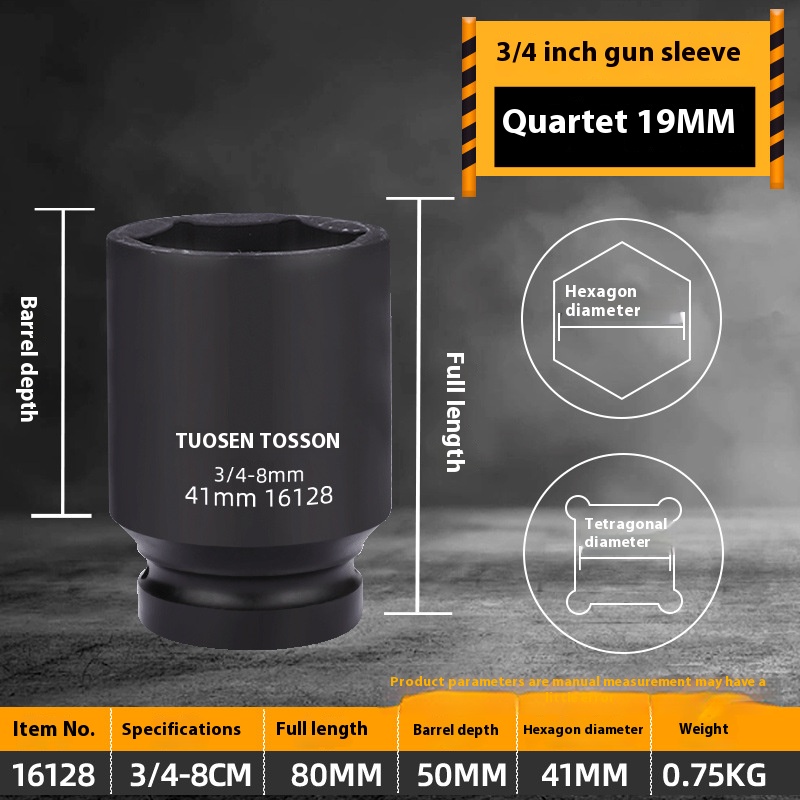 3/4 inch gun sleeve
Quartet 19MM
Barrel depth
Full length
Hexagon
diameter
TUOSEN TOSSON
3/4-8mm
41mm 16128
Tetragonal
diameter
Product parameters are manual measurement may have a
Item No. Specifications Full length Barrel depth Hexagon diameter Weight
16128 3/4-8CM 80MM 50MM 41MM 0.75KG